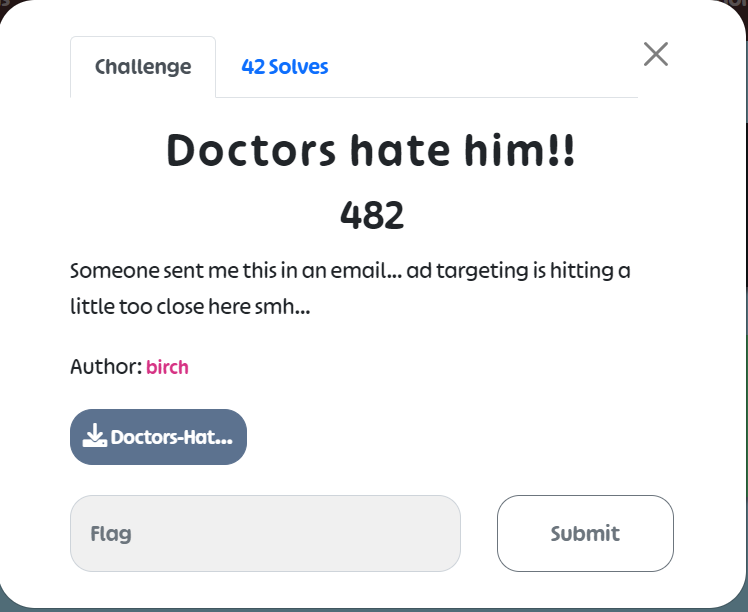 Challenge
42 Solves
Doctors hate him!!
482
Someone sent me this in an email... ad targeting is hitting a
little too close here smh...
Author: birch
Doctors-Hat...
Flag
Submit